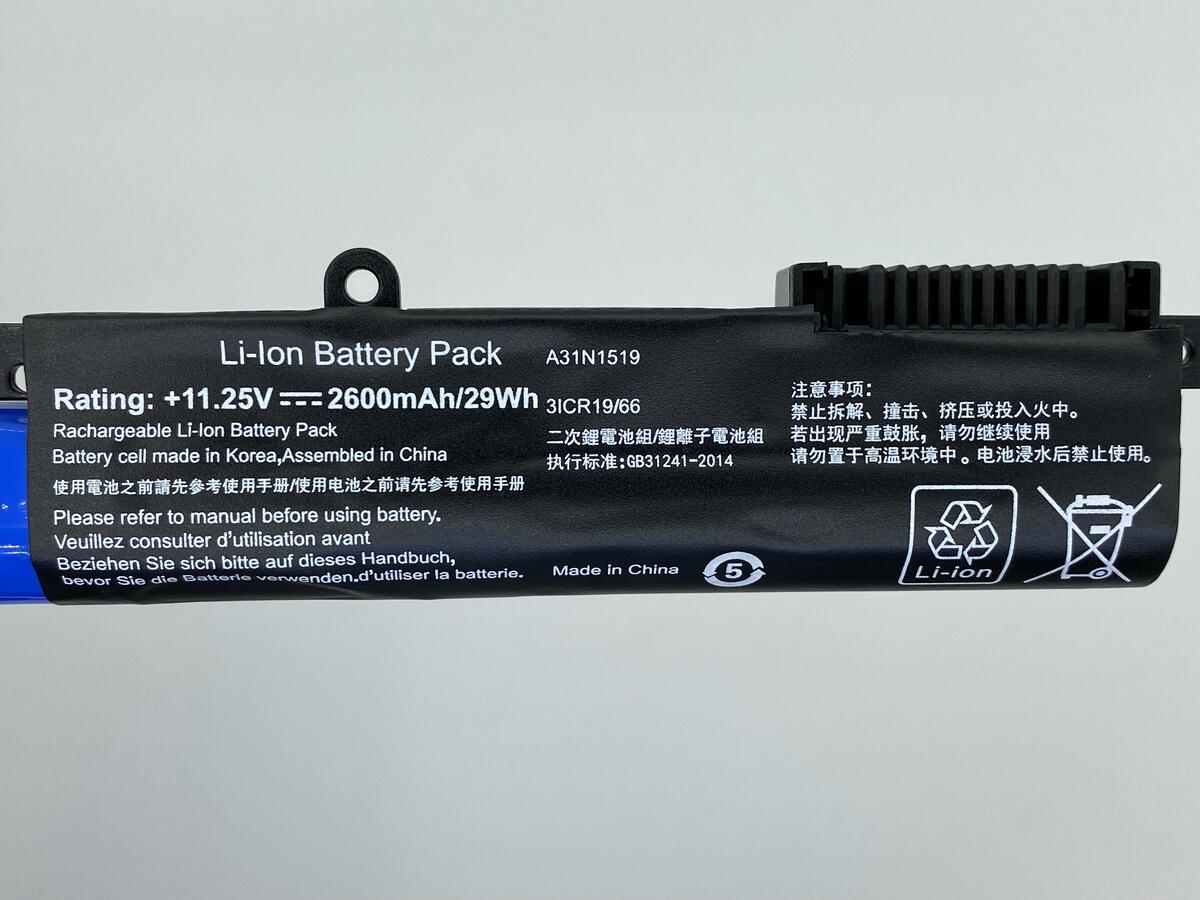 Li-Ion Battery Pack
A31N1519
Rating: +11.25V 2600mAh/29Wh
3ICR19/66
Rachargeable Li-Ion Battery Pack
Battery cell made in Korea,Assembled in China
二次鋰電池組/鋰離子電池組
执行标准:GB31241-2014
使用電池之前請先参考使用手册/使用电池之前请先参考使用手册
Please refer to manual before using battery.
Veuillez consulter d'utilisation avant
Beziehen Sie sich bitte auf dieses Handbuch,
bevor Sie die Batterie verwenden.d'utiliser la batterie.
Made in China
5
注意事项:
禁止拆解、撞击、挤压或投入火中。
若出现严重鼓胀，请勿继续使用
请勿置于高温环境中。电池浸水后禁止使用。
Li-ion